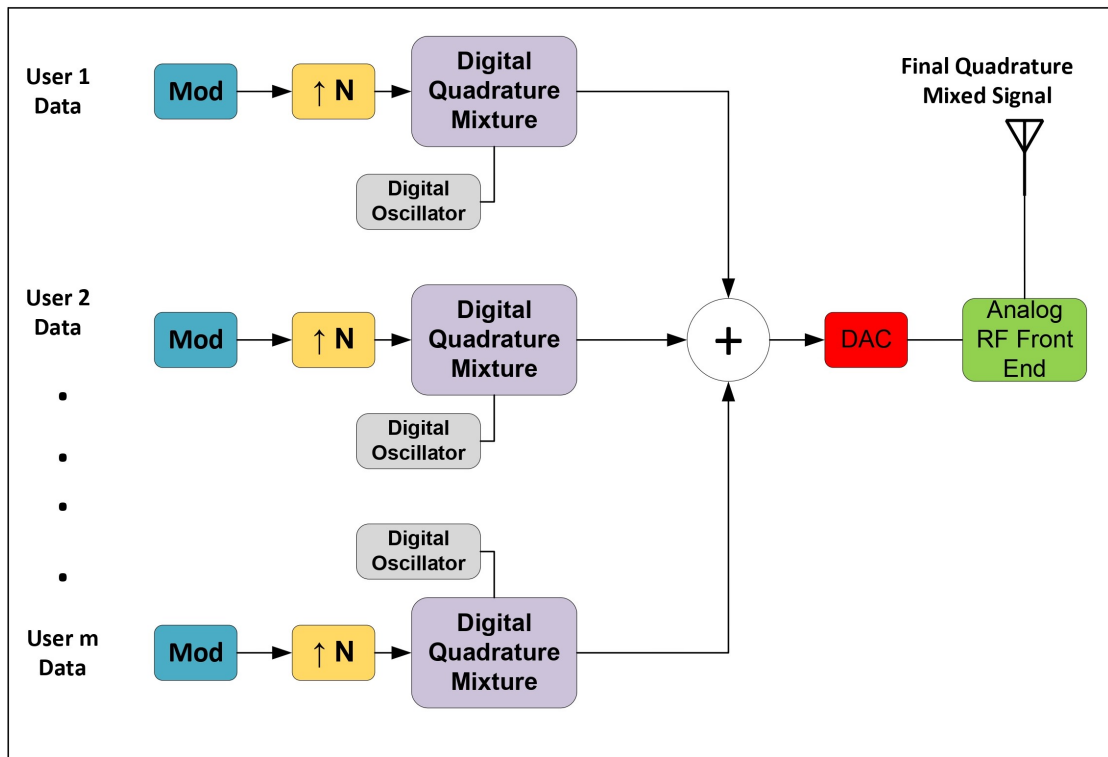 User 1
Data
Mod
↑ N
Digital
Quadrature
Mixture
Digital
Oscillator
Final Quadrature
Mixed Signal
User 2
Data
Mod
↑ N
Digital
Quadrature
Mixture
Digital
Oscillator
+
DAC
Analog
RF Front
End
Digital
Oscillator
User m
Data
Mod
↑ N
Digital
Quadrature
Mixture